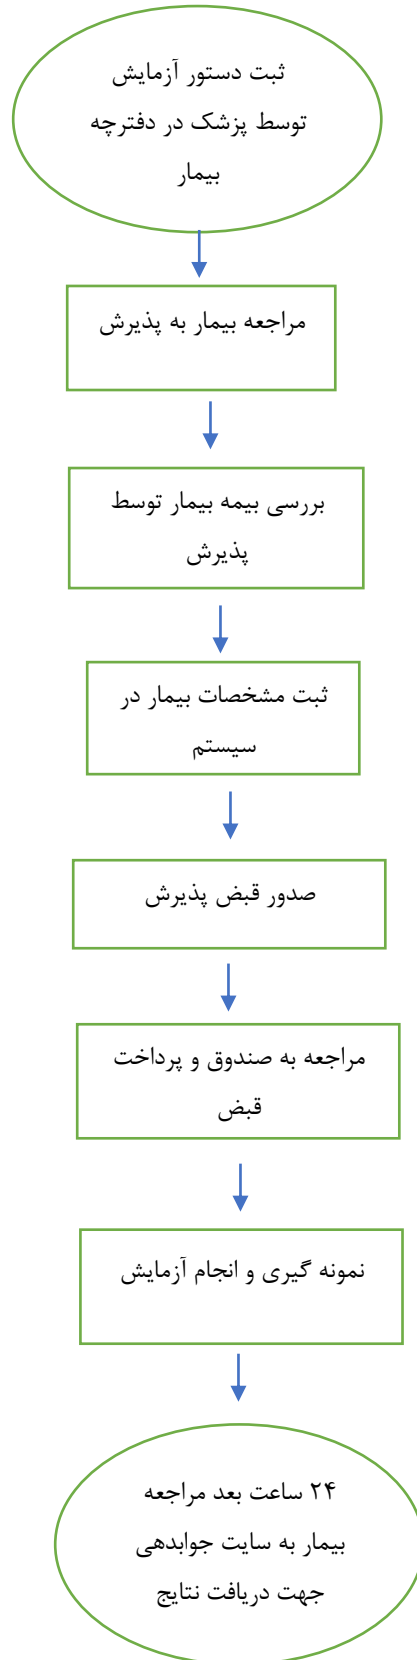 ثبت دستور آزمایش
توسط پزشک در دفترچه
بیمار
مراجعه بیمار به پذیرش
بررسی بیمه بیمار توسط
پذیرش
ثبت مشخصات بیمار در
سیستم
صدور قبض پذیرش
مراجعه به صندوق و پرداخت
قبض
نمونه گیری و انجام آزمایش
۲۴ ساعت بعد مراجعه
بیمار به سایت جوابدهی
جهت دریافت نتایج